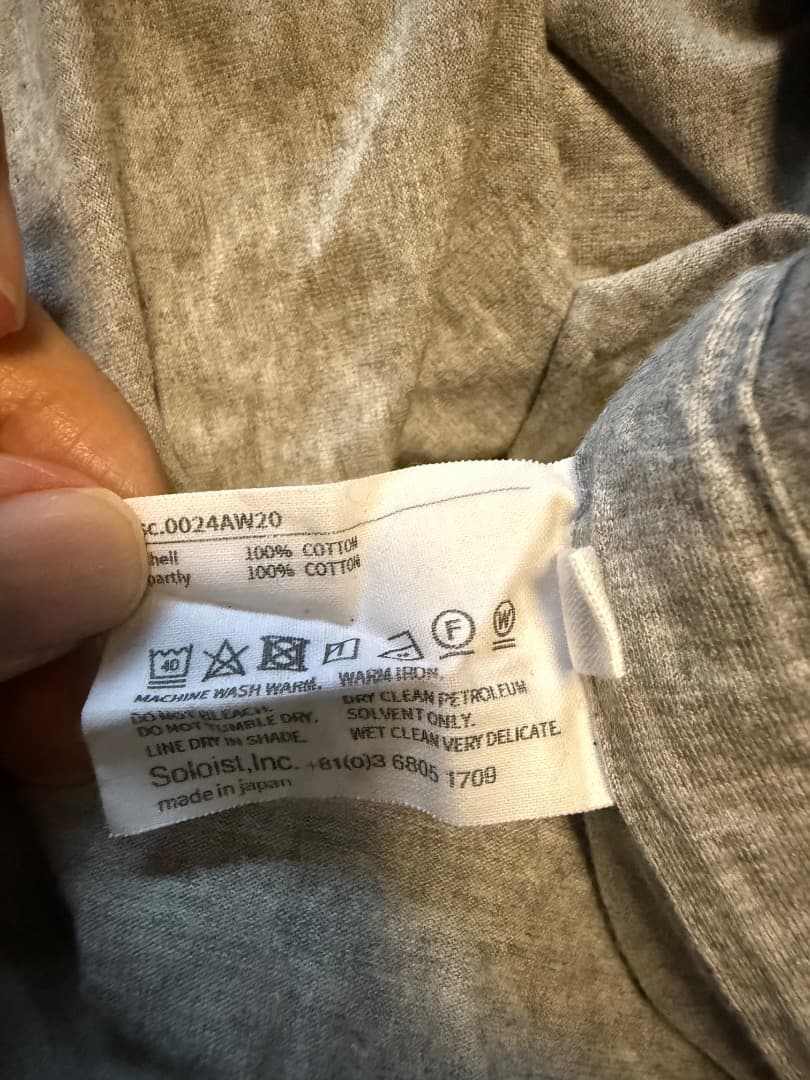 sc.0024AW20
hell 100% COTTON
partly 100% COTTON
40 F W
MACHINE WASH WARM. WARM IRON.
DO NOT BLEACH. DRY CLEAN PETROLEUM
DO NOT TUMBLE DRY. SOLVENT ONLY.
LINE DRY IN SHADE. WET CLEAN VERY DELICATE.
Soloist,Inc. +81(0)3 6805 1709
made in japan